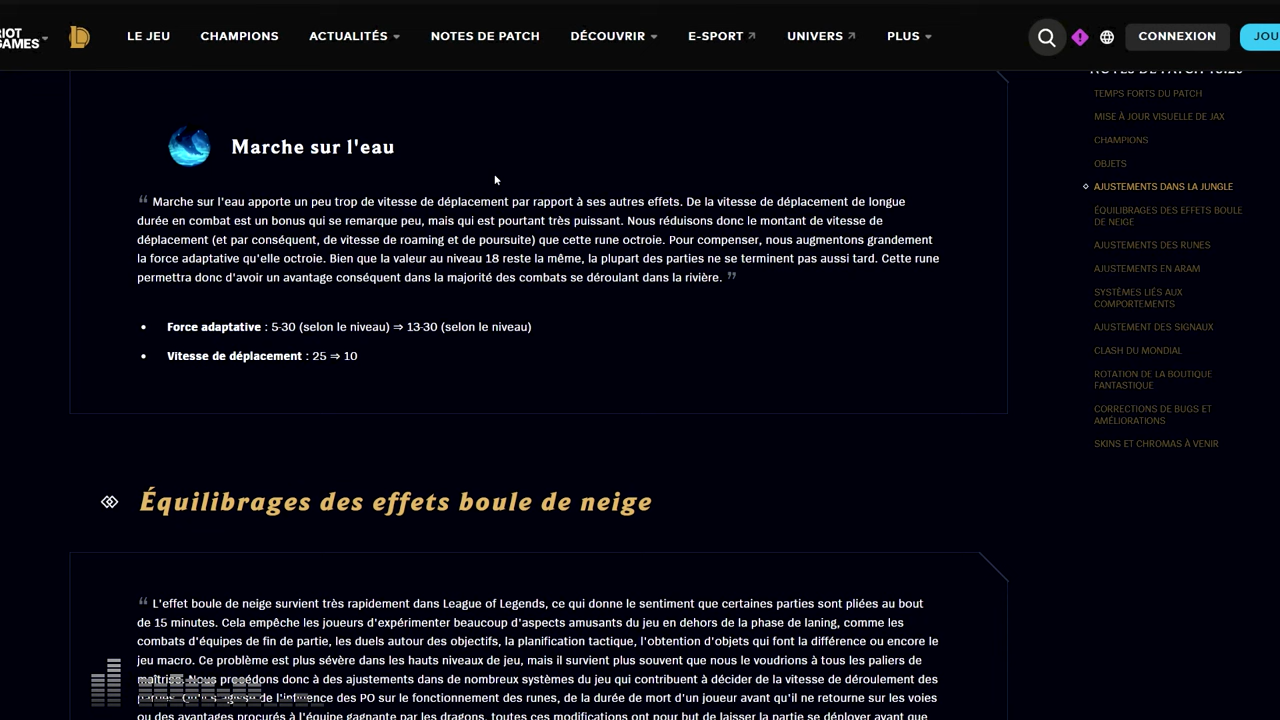 RIOT
GAMES
LE JEU
CHAMPIONS
ACTUALITÉS
NOTES DE PATCH
DÉCOUVRIR
E-SPORT
UNIVERS
PLUS
CONNEXION
JOU
Marche sur l'eau
“ Marche sur l'eau apporte un peu trop de vitesse de déplacement par rapport à ses autres effets. De la vitesse de déplacement de longue
durée en combat est un bonus qui se remarque peu, mais qui est pourtant très puissant. Nous réduisons donc le montant de vitesse de
déplacement (et par conséquent, de vitesse de roaming et de poursuite) que cette rune octroie. Pour compenser, nous augmentons grandement
la force adaptative qu'elle octroie. Bien que la valeur au niveau 18 reste la même, la plupart des parties ne se terminent pas aussi tard. Cette rune
permettra donc d'avoir un avantage conséquent dans la majorité des combats se déroulant dans la rivière. ”
• Force adaptative : 5-30 (selon le niveau) ⇒ 13-30 (selon le niveau)
• Vitesse de déplacement : 25 ⇒ 10
Équilibrages des effets boule de neige
“ L'effet boule de neige survient très rapidement dans League of Legends, ce qui donne le sentiment que certaines parties sont pliées au bout
de 15 minutes. Cela empêche les joueurs d'expérimenter beaucoup d'aspects amusants du jeu en dehors de la phase de laning, comme les
combats d'équipes de fin de partie, les duels autour des objectifs, la planification tactique, l'obtention d'objets qui font la différence ou encore le
jeu macro. Ce problème est plus sévère dans les hauts niveaux de jeu, mais il survient plus souvent que nous le voudrions à tous les paliers de
maîtrise. Nous procédons donc à des ajustements dans de nombreux systèmes du jeu qui contribuent à décider de la vitesse de déroulement des
de l'influence des PO sur le fonctionnement des runes, de la durée de mort d'un joueur avant qu'il ne retourne sur les voies
ou des avantages procurés à l'équipe gagnante par les dragons, toutes ces modifications ont pour but de laisser la partie se déployer avant que
NOTES DE PATCH
TEMPS FORTS DU PATCH
MISE À JOUR VISUELLE DE JAX
CHAMPIONS
OBJETS
AJUSTEMENTS DANS LA JUNGLE
ÉQUILIBRAGES DES EFFETS BOULE
DE NEIGE
AJUSTEMENTS DES RUNES
AJUSTEMENTS EN ARAM
SYSTÈMES LIÉS AUX
COMPORTEMENTS
AJUSTEMENT DES SIGNAUX
CLASH DU MONDIAL
ROTATION DE LA BOUTIQUE
FANTASTIQUE
CORRECTIONS DE BUGS ET
AMÉLIORATIONS
SKINS ET CHROMAS À VENIR